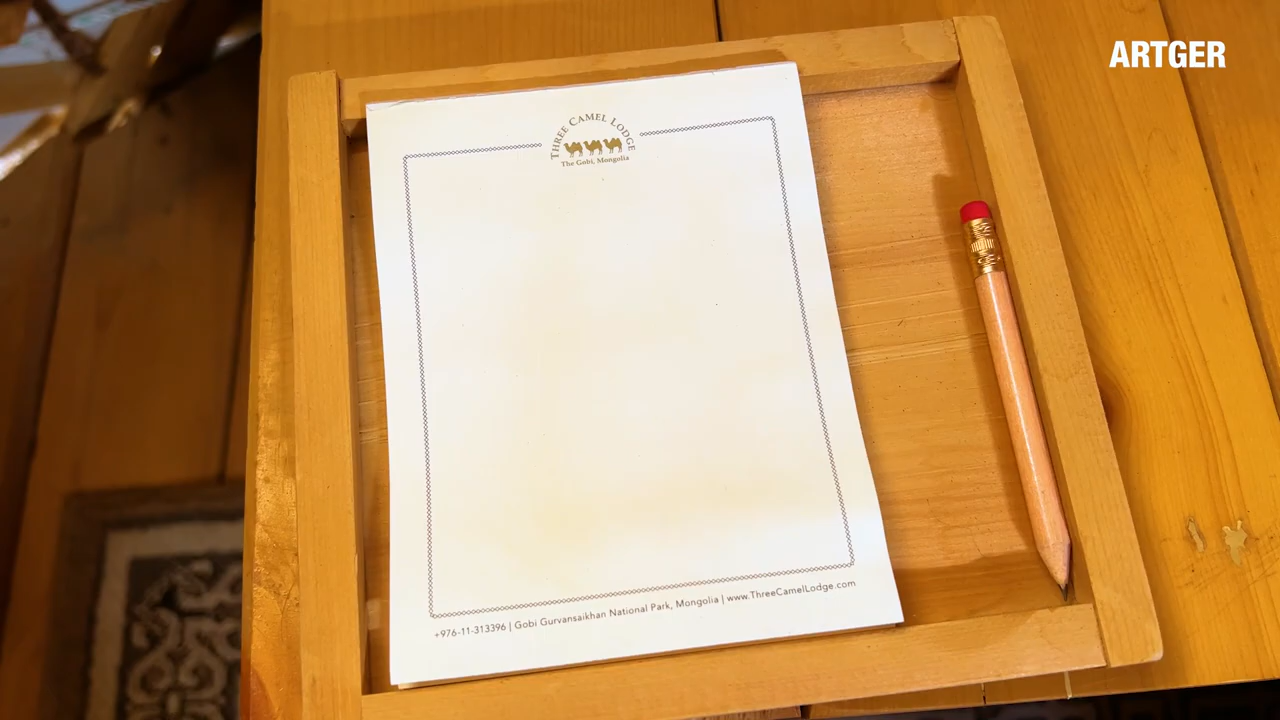 ARTGER
THREE CAMEL LODGE
The Gobi, Mongolia
+976-11-313396 | Gobi Gurvansaikhan National Park, Mongolia | www.ThreeCamelLodge.com